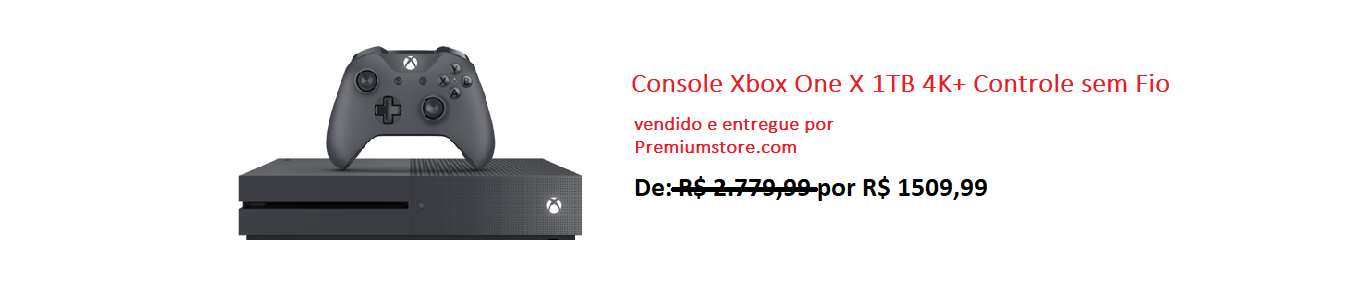 Console Xbox One X 1TB 4K+ Controle sem Fio
vendido e entregue por
Premiumstore.com
De: R$ 2.779,99 por R$ 1509,99